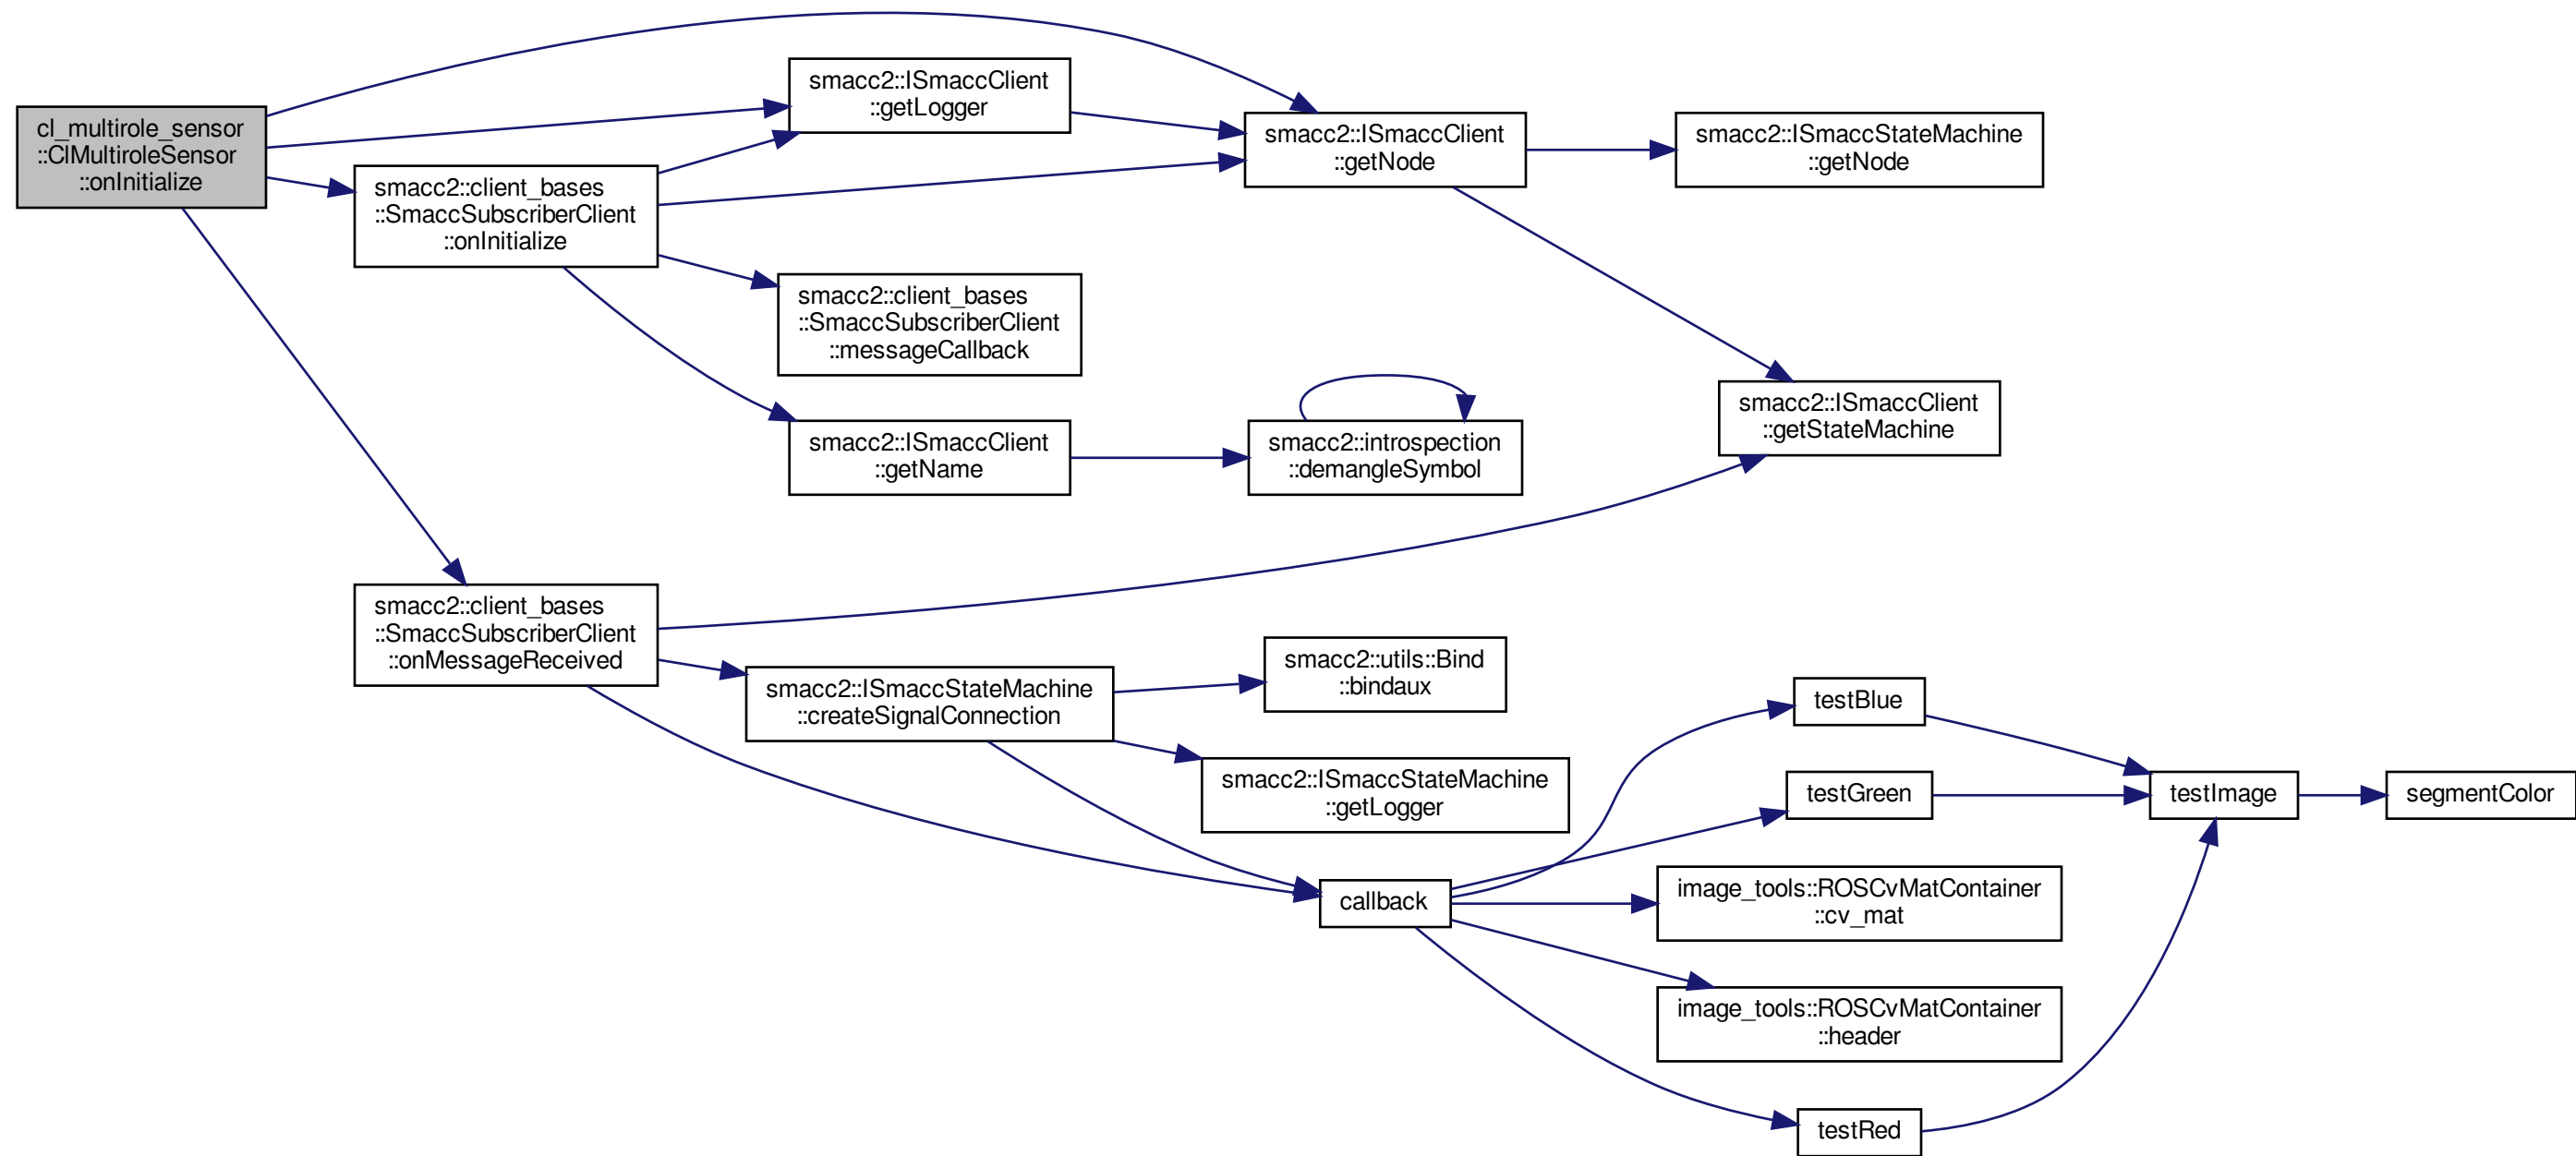 cl_multirole_sensor
::ClMultiroleSensor
::onInitialize
smacc2::ISmaccClient
::getLogger
smacc2::client_bases
::SmaccSubscriberClient
::onInitialize
smacc2::ISmaccClient
::getNode
smacc2::ISmaccStateMachine
::getNode
smacc2::client_bases
::SmaccSubscriberClient
::messageCallback
smacc2::ISmaccClient
::getName
smacc2::introspection
::demangleSymbol
smacc2::ISmaccClient
::getStateMachine
smacc2::client_bases
::SmaccSubscriberClient
::onMessageReceived
smacc2::ISmaccStateMachine
::createSignalConnection
smacc2::utils::Bind
::bindaux
smacc2::ISmaccStateMachine
::getLogger
callback
testBlue
testGreen
image_tools::ROSCvMatContainer
::cv_mat
image_tools::ROSCvMatContainer
::header
testRed
testImage
segmentColor